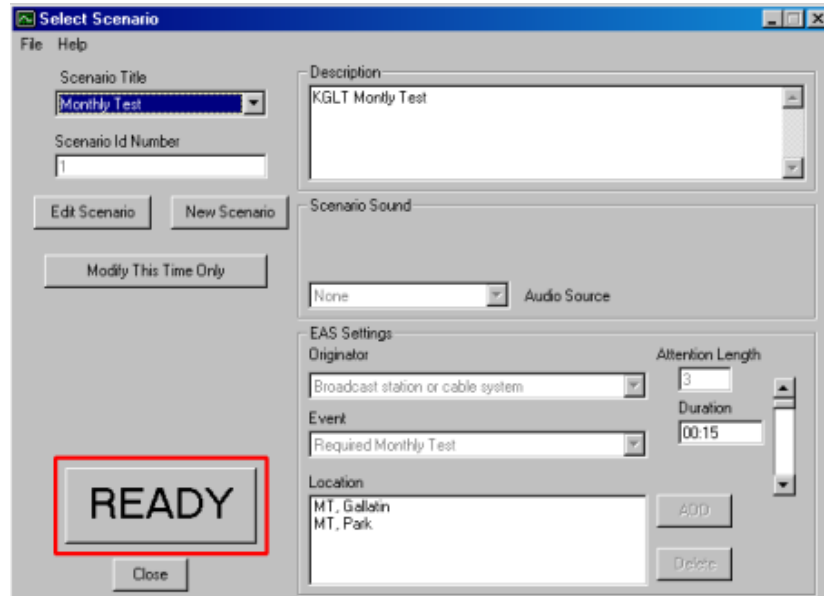 Select Scenario
File Help
Scenario Title
Monthly Test
Scenario Id Number
1
Edit Scenario New Scenario
Modify This Time Only
READY
Close
Description
KGLT Montly Test
Scenario Sound
None Audio Source
EAS Settings
Originator Attention Length
Broadcast station or cable system 3
Duration
00:15
Event
Required Monthly Test
Location
MT, Gallatin
MT, Park
ADD
Delete